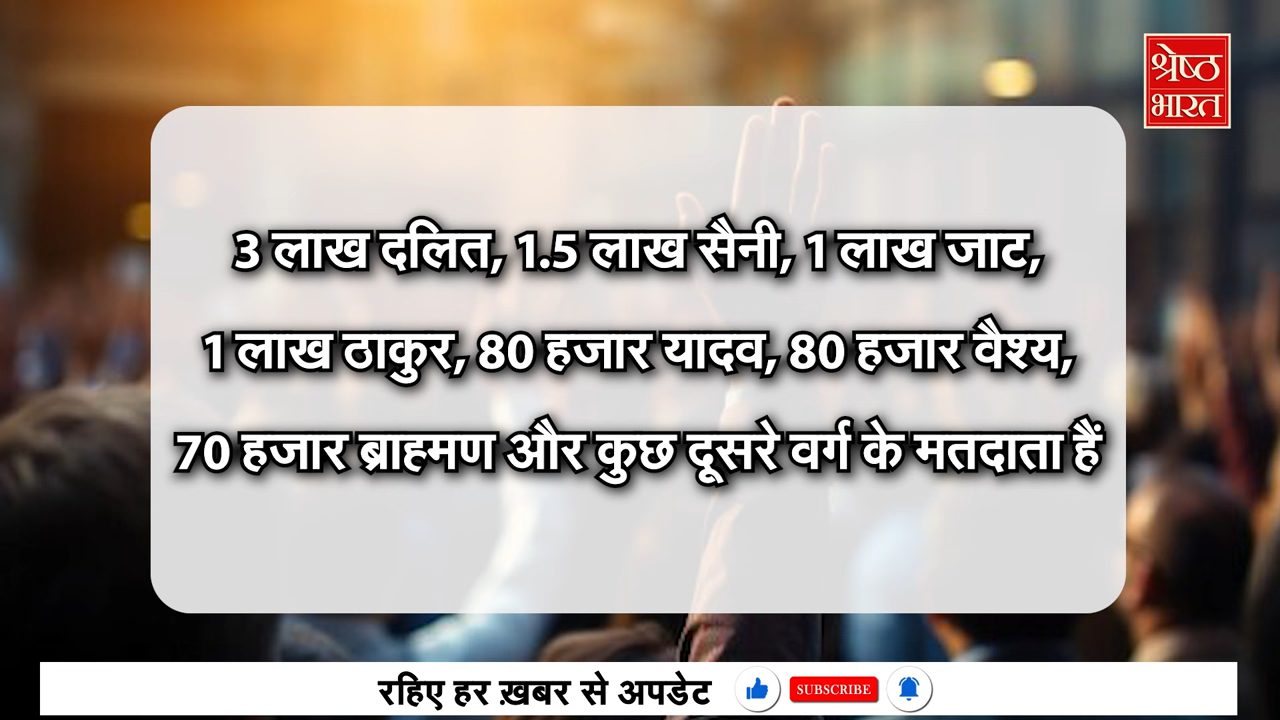 श्रेष्ठ
भारत
3 लाख दलित, 1.5 लाख सैनी, 1 लाख जाट,
1 लाख ठाकुर, 80 हजार यादव, 80 हजार वैश्य,
70 हजार ब्राहमण और कुछ दूसरे वर्ग के मतदाता हैं
रहिए हर ख़बर से अपडेट
SUBSCRIBE